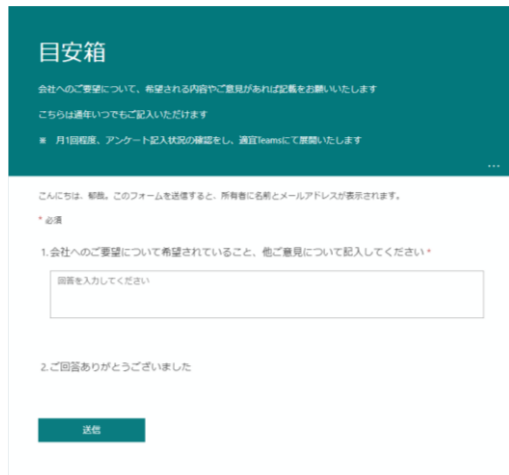 目安箱
会社へのご要望について、希望される内容やご意見があれば記載をお願いいたします
こちらは通年いつでもご記入いただけます
※ 月1回程度、アンケート記入状況の確認をし、適宜Teamsにて展開いたします
...
こんにちは、郁哉。このフォームを送信すると、所有者に名前とメールアドレスが表示されます。
* 必須
1.会社へのご要望について希望されていること、他ご意見について記入してください *
回答を入力してください
2.ご回答ありがとうございました
送信